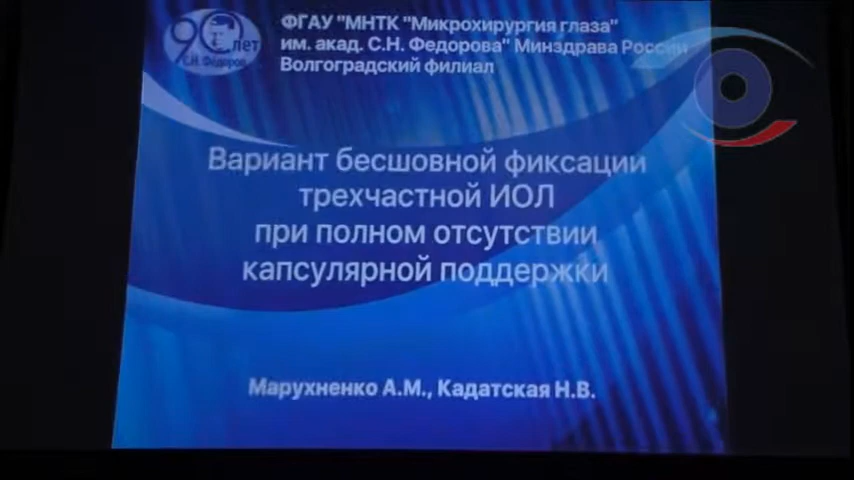 90 лет
С.Н. Федоров
ФГАУ "МНТК "Микрохирургия глаза"
им. акад. С.Н. Федорова" Минздрава России
Волгоградский филиал
Вариант бесшовной фиксации
трехчастной ИОЛ
при полном отсутствии
капсулярной поддержки
Марухненко А.М., Кадатская Н.В.